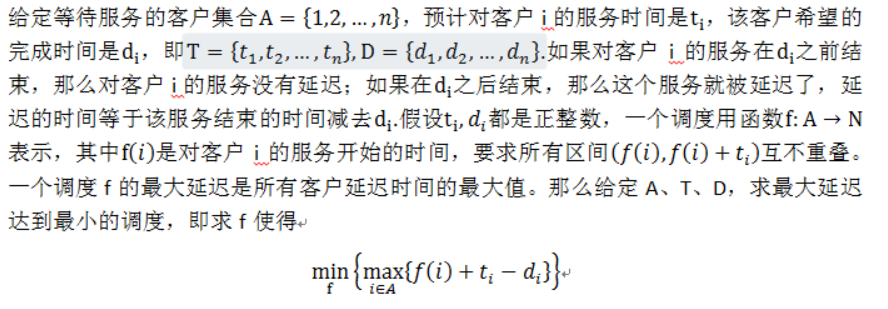 给定等待服务的客户集合A = {1,2, …,n}，预计对客户 i 的服务时间是tᵢ，该客户希望的
完成时间是dᵢ，即T = {t₁,t₂, …,tₙ}, D = {d₁,d₂, …,dₙ}.如果对客户 i 的服务在dᵢ之前结
束，那么对客户 i 的服务没有延迟；如果在dᵢ之后结束，那么这个服务就被延迟了，延
迟的时间等于该服务结束的时间减去dᵢ.假设tᵢ, dᵢ都是正整数，一个调度用函数f: A → N
表示，其中f(i)是对客户 i 的服务开始的时间，要求所有区间(f(i),f(i) + tᵢ)互不重叠。
一个调度 f 的最大延迟是所有客户延迟时间的最大值。那么给定 A、T、D，求最大延迟
达到最小的调度，即求 f 使得
min_f {max_{i∈A}{f(i) + tᵢ − dᵢ}}